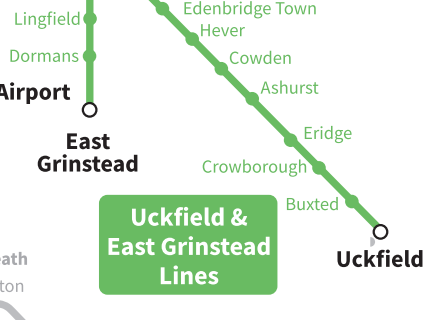 Edenbridge Town
Lingfield
Hever
Dormans
Cowden
Airport
Ashurst
East
Grinstead
Eridge
Crowborough
Buxted
Uckfield &
East Grinstead
Lines
Uckfield